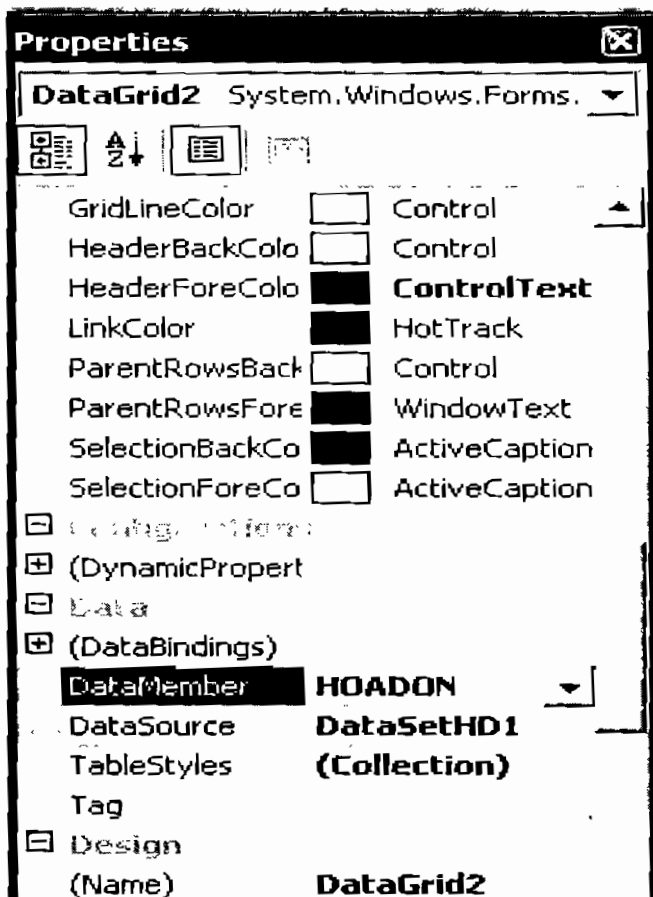 Properties
DataGrid2 System.Windows.Forms.
GridLineColor Control
HeaderBackColo Control
HeaderForeColo ControlText
LinkColor HotTrack
ParentRowsBack Control
ParentRowsFore WindowText
SelectionBackCo ActiveCaption
SelectionForeCo ActiveCaption
(DynamicPropert
Data
(DataBindings)
DataMember HOADON
DataSource DataSetHD1
TableStyles (Collection)
Tag
Design
(Name) DataGrid2